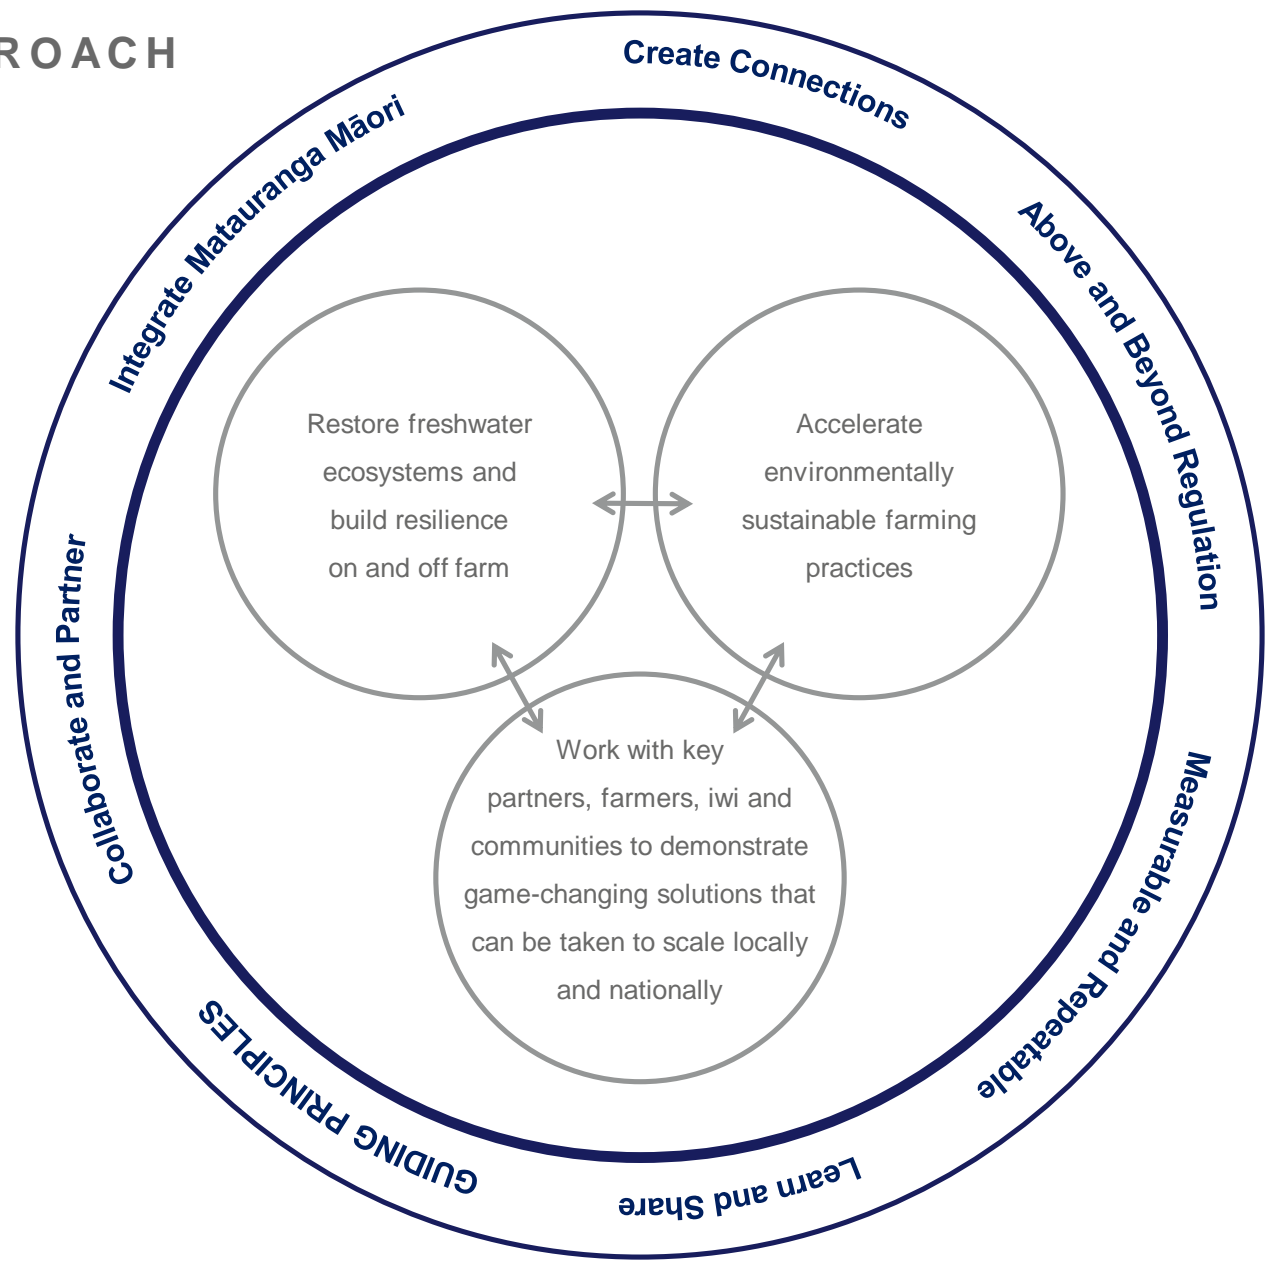 ROACH
Create Connections
Above and Beyond Regulation
Measurable and Repeatable
Learn and Share
GUIDING PRINCIPLES
Collaborate and Partner
Integrate Matauranga Māori
Restore freshwater
ecosystems and
build resilience
on and off farm
Accelerate
environmentally
sustainable farming
practices
Work with key
partners, farmers, iwi and
communities to demonstrate
game-changing solutions that
can be taken to scale locally
and nationally